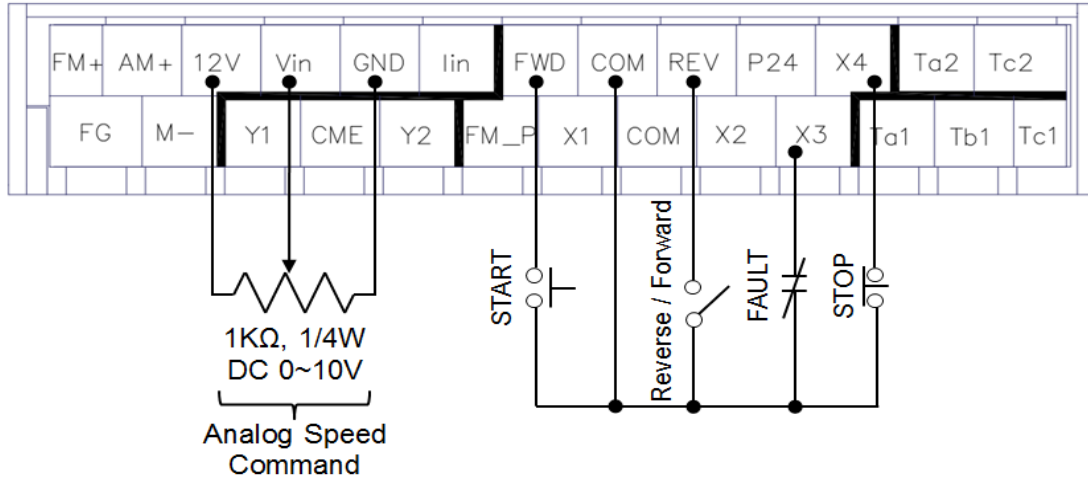 FM+ AM+ 12V Vin GND Iin FWD COM REV P24 X4 Ta2 Tc2
FG M- Y1 CME Y2 FM_P X1 COM X2 X3 Ta1 Tb1 Tc1
START
Reverse / Forward
FAULT
STOP
1KΩ, 1/4W
DC 0~10V
Analog Speed
Command